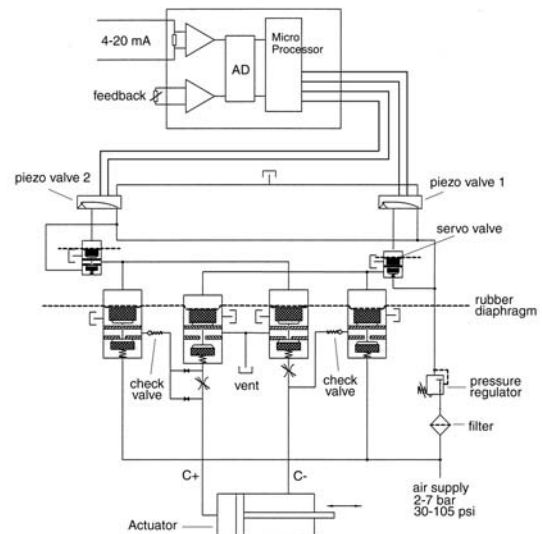 4-20 mA
Micro
Processor
AD
feedback
piezo valve 2
piezo valve 1
servo valve
rubber
diaphragm
check
valve
vent
check
valve
pressure
regulator
filter
C+
C-
air supply
2-7 bar
30-105 psi
Actuator